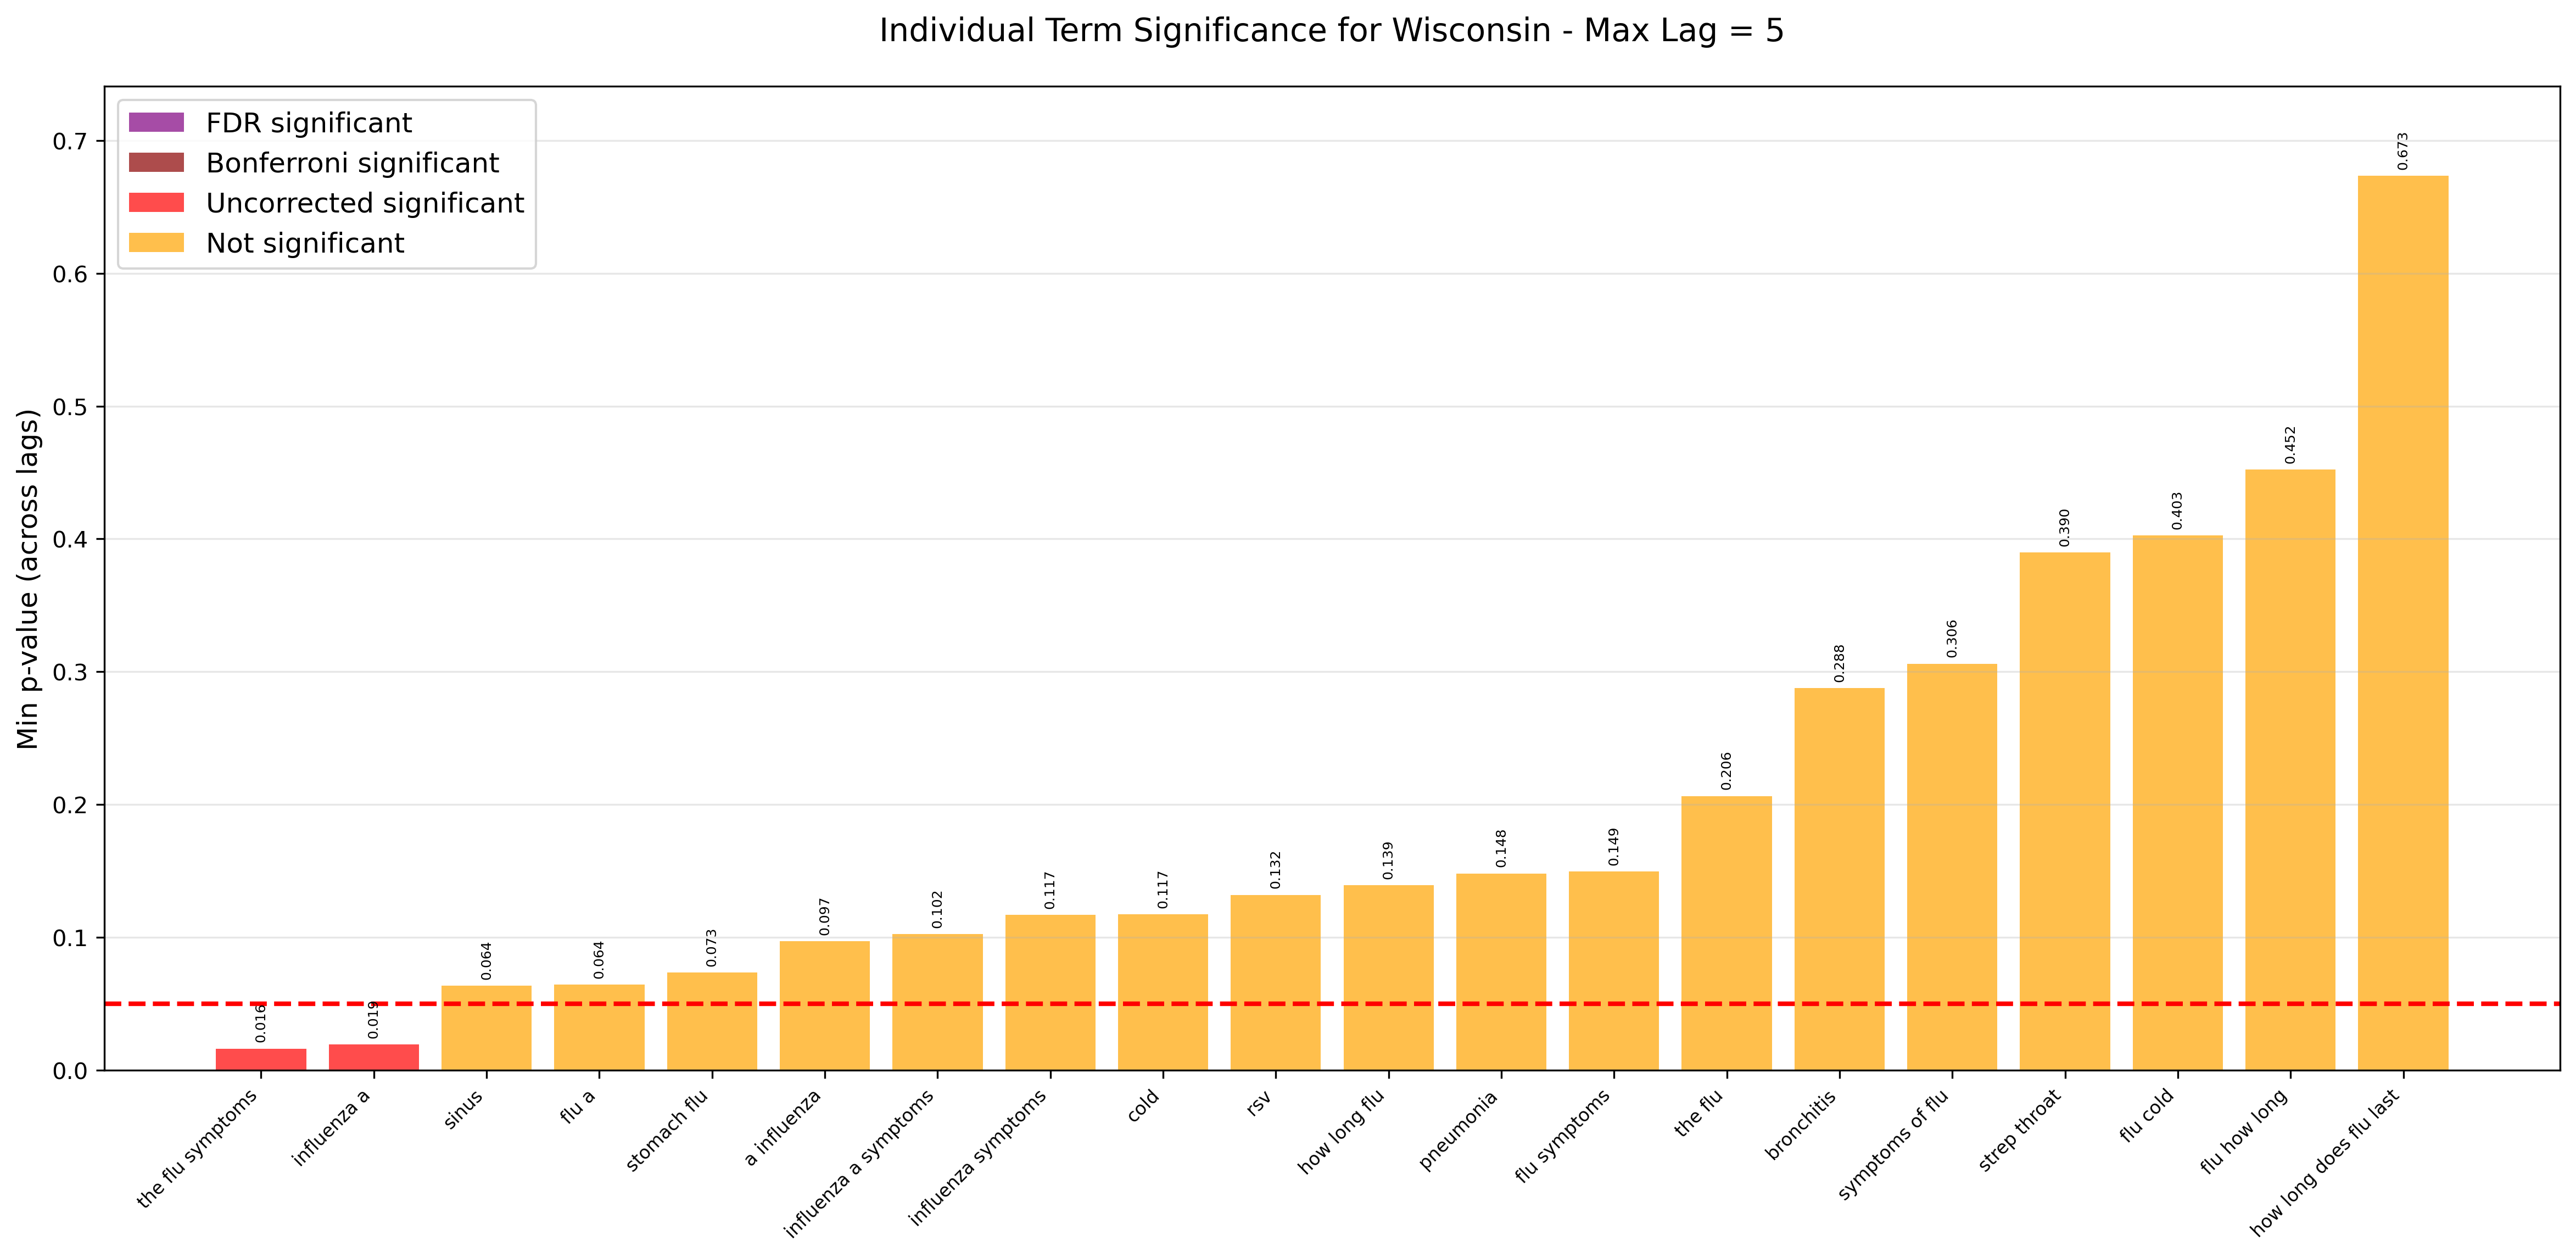 Individual Term Significance for Wisconsin - Max Lag = 5
FDR significant
Bonferroni significant
Uncorrected significant
Not significant
Min p-value (across lags)
0.7
0.6
0.5
0.4
0.3
0.2
0.1
0.0
0.016
0.019
0.064
0.064
0.073
0.097
0.102
0.117
0.117
0.132
0.139
0.148
0.149
0.206
0.288
0.306
0.390
0.403
0.452
0.673
the flu symptoms
influenza a
sinus
flu a
stomach flu
a influenza
influenza a symptoms
influenza symptoms
cold
rsv
how long flu
pneumonia
flu symptoms
the flu
bronchitis
symptoms of flu
strep throat
flu cold
flu how long
how long does flu last